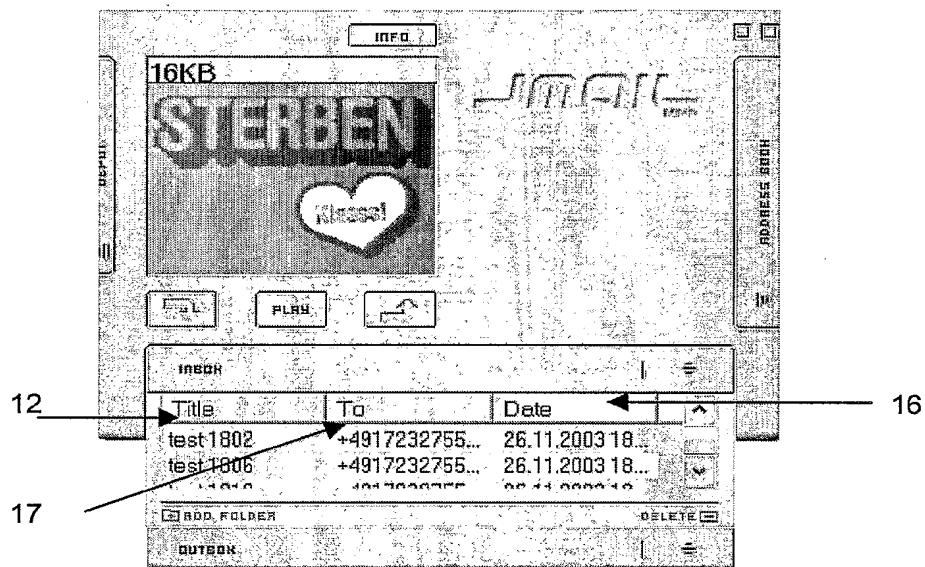 INFO
16KB
STERBEN
DEPOT
ADDRESS BOOK
PLAY
INBOX
12
Title To Date
16
test 1802 +4917232755... 26.11.2003 18...
test 1806 +4917232755... 26.11.2003 18...
17
ADD FOLDER DELETE
OUTBOX